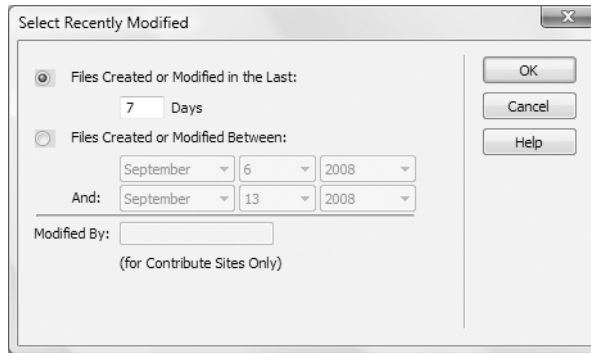 Select Recently Modified
X
Files Created or Modified in the Last:
OK
7 Days
Cancel
Files Created or Modified Between:
Help
September 6 2008
And: September 13 2008
Modified By:
(for Contribute Sites Only)